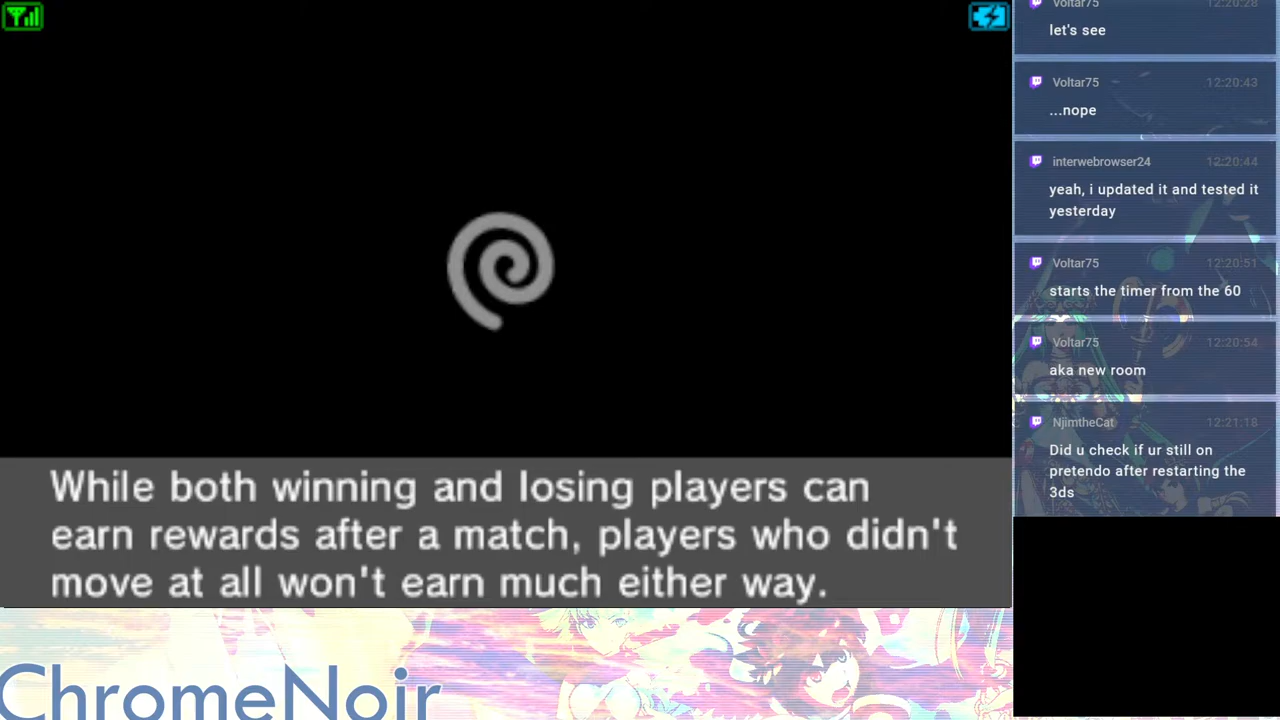 While both winning and losing players can
earn rewards after a match, players who didn't
move at all won't earn much either way.
ChromeNoir
Voltar75 12:20:28
let's see
Voltar75 12:20:43
...nope
interwebrowser24 12:20:44
yeah, i updated it and tested it
yesterday
Voltar75 12:20:51
starts the timer from the 60
Voltar75 12:20:54
aka new room
NjimtheCat 12:21:18
Did u check if ur still on
pretendo after restarting the
3ds